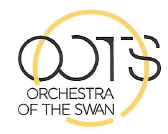 OOTS
ORCHESTRA
OF THE SWAN